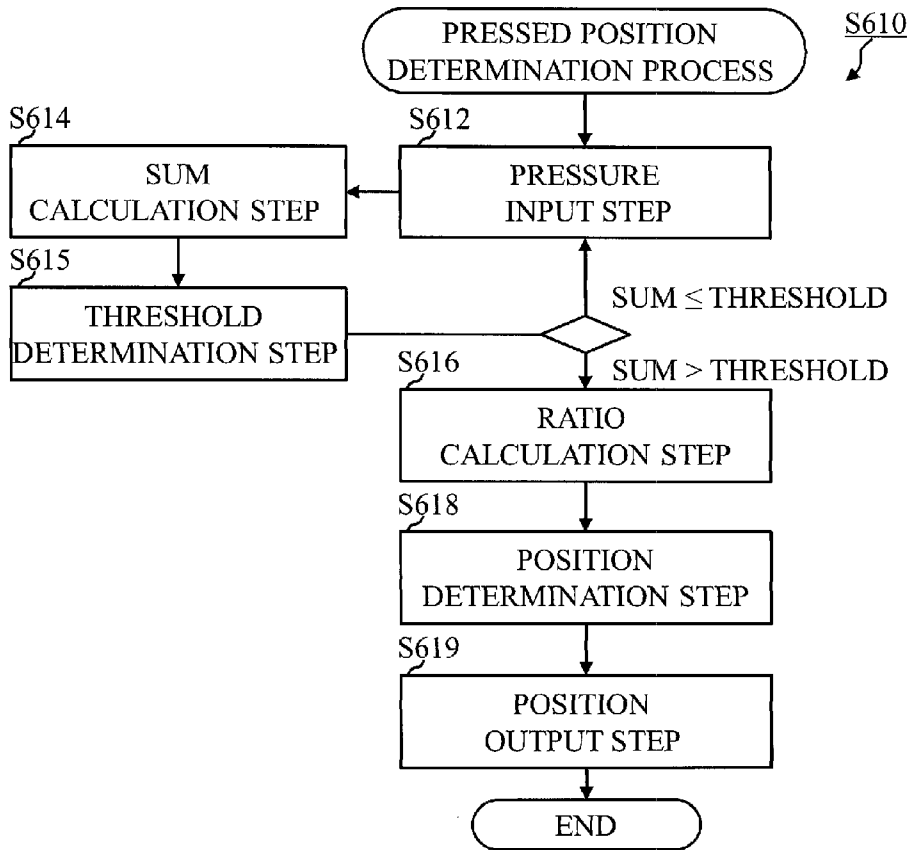 PRESSED POSITION
DETERMINATION PROCESS
S610
S612
PRESSURE
INPUT STEP
S614
SUM
CALCULATION STEP
S615
THRESHOLD
DETERMINATION STEP
SUM ≤ THRESHOLD
SUM > THRESHOLD
S616
RATIO
CALCULATION STEP
S618
POSITION
DETERMINATION STEP
S619
POSITION
OUTPUT STEP
END